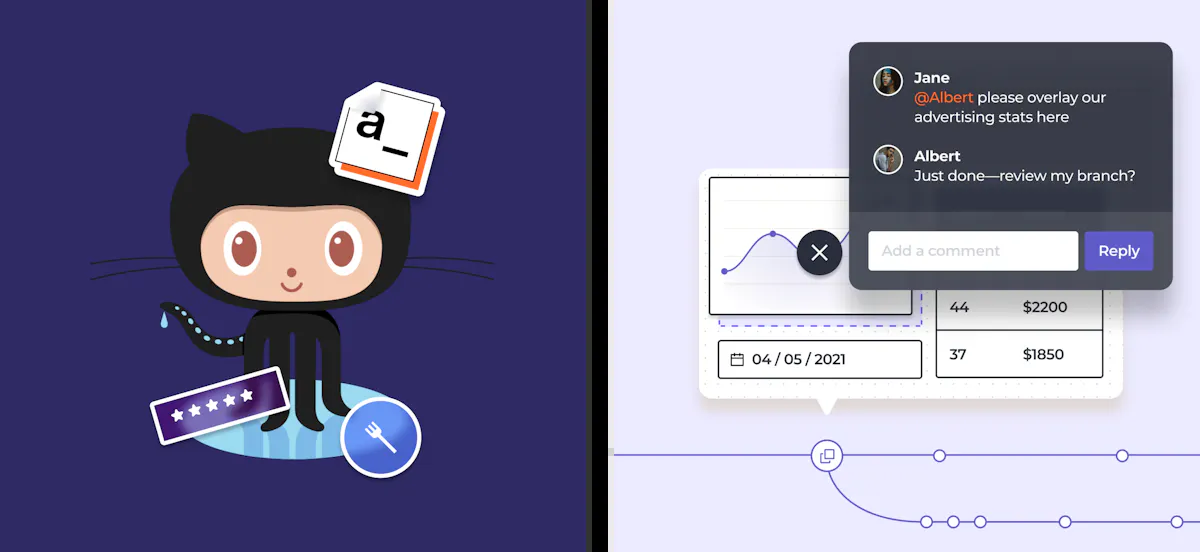 a_
Jane
@Albert please overlay our
advertising stats here
Albert
Just done—review my branch?
Add a comment
Reply
44 $2200
04 / 05 / 2021
37 $1850